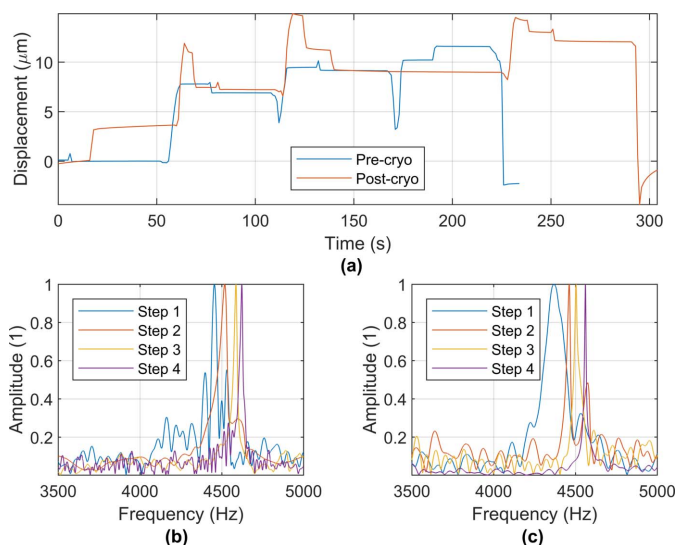 Displacement (μm)
10
5
0
Pre-cryo
Post-cryo
0 50 100 150 200 250 300
Time (s)
(a)
Amplitude (1)
1
0.8
0.6
0.4
0.2
Step 1
Step 2
Step 3
Step 4
3500 4000 4500 5000
Frequency (Hz)
(b)
Amplitude (1)
1
0.8
0.6
0.4
0.2
Step 1
Step 2
Step 3
Step 4
3500 4000 4500 5000
Frequency (Hz)
(c)